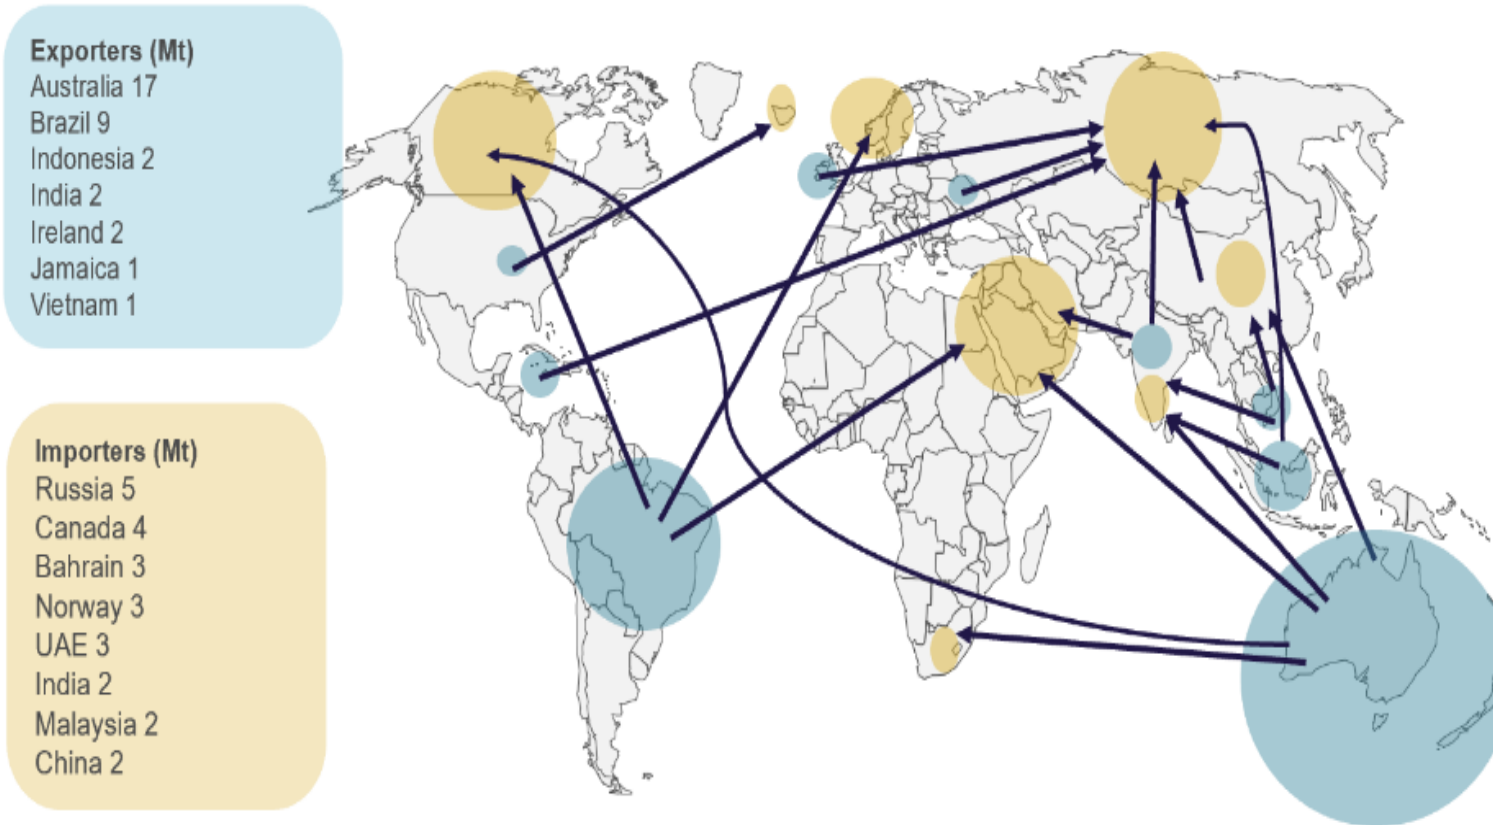 Exporters (Mt)
Australia 17
Brazil 9
Indonesia 2
India 2
Ireland 2
Jamaica 1
Vietnam 1
Importers (Mt)
Russia 5
Canada 4
Bahrain 3
Norway 3
UAE 3
India 2
Malaysia 2
China 2